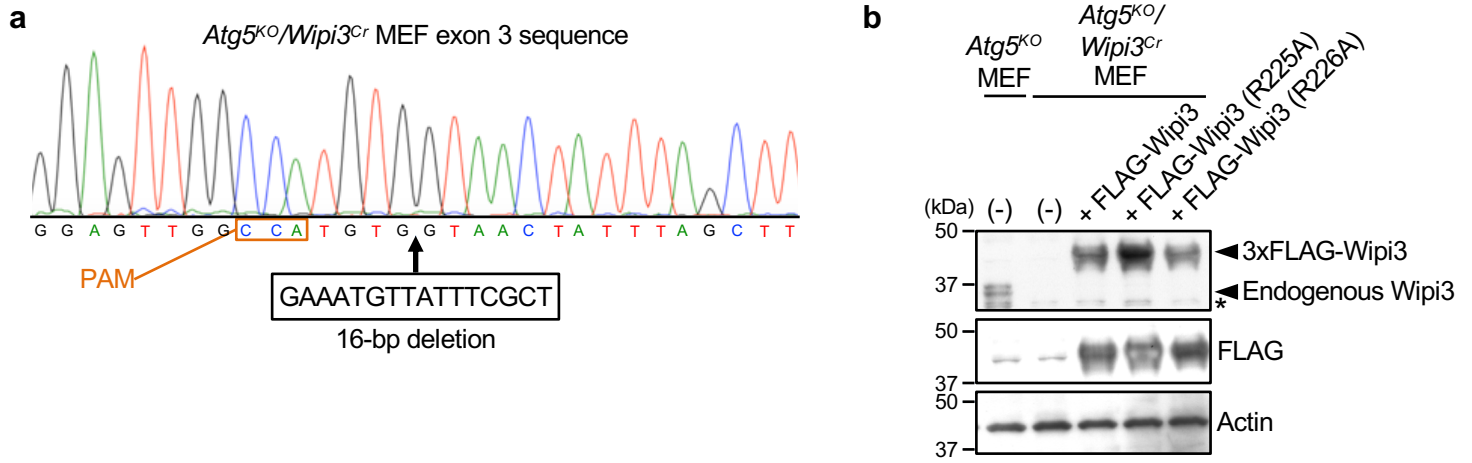 a
Atg5KO/Wipi3Cr MEF exon 3 sequence
G G A G T T G G C C A T G T G G T A A C T A T T T A G C T T
PAM
GAAATGTTATTTCGCT
16-bp deletion
b
Atg5KO
MEF
Atg5KO/
Wipi3Cr
MEF
(kDa)
(-)
(-)
+ FLAG-Wipi3
+ FLAG-Wipi3 (R225A)
+ FLAG-Wipi3 (R226A)
50
37
3xFLAG-Wipi3
Endogenous Wipi3
*
50
37
FLAG
50
37
Actin